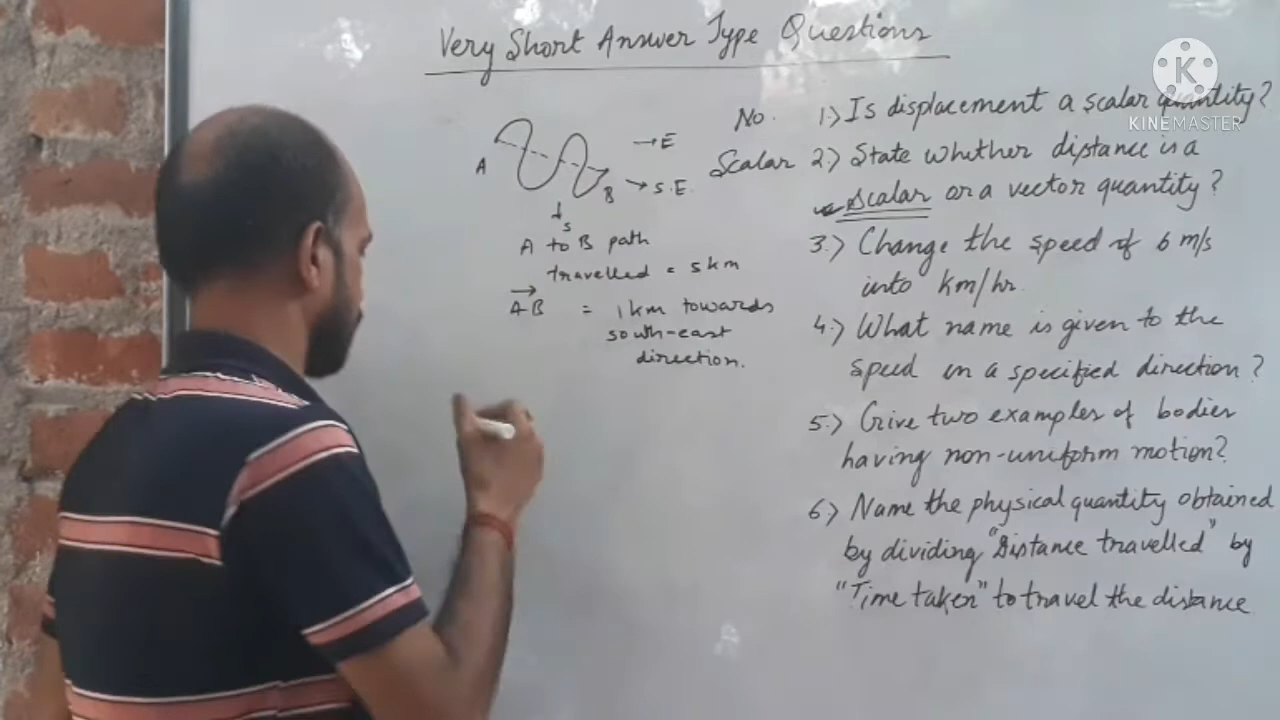 Very Short Answer Type Questions
A
B
→ E
→ S.E.
↓
S
A to B path
travelled = 5 km
→
AB = 1 km towards
south-east
direction.
No. 1.) Is displacement a scalar quantity?
Scalar 2.) State whether distance is a
scalar or a vector quantity?
3.) Change the speed of 6 m/s
into km/hr.
4.) What name is given to the
speed in a specified direction?
5.) Give two examples of bodies
having non-uniform motion?
6.) Name the physical quantity obtained
by dividing "Distance travelled" by
"Time taken" to travel the distance
K
KINEMASTER